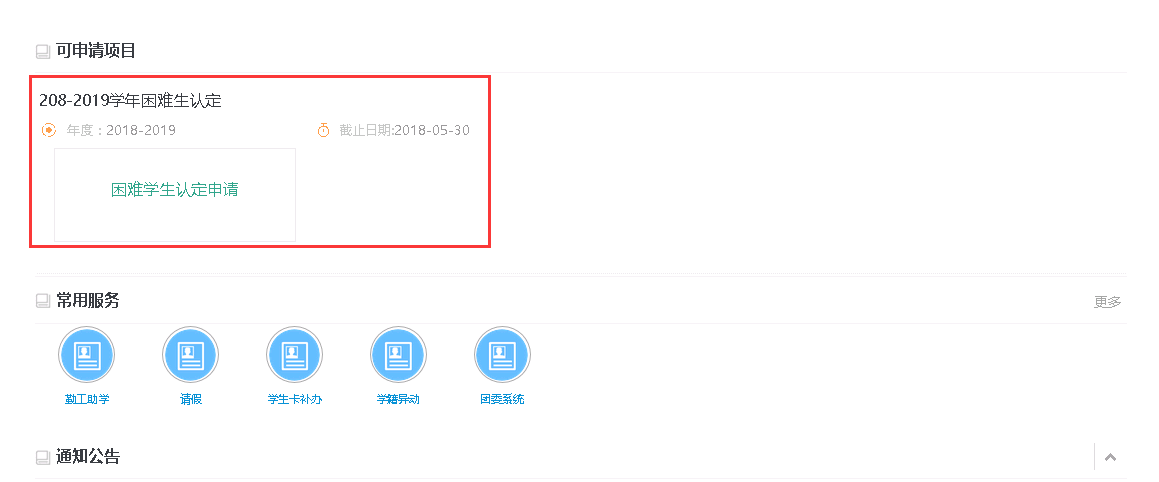 可申请项目
208-2019学年困难生认定
年度：2018-2019 截止日期:2018-05-30
困难学生认定申请
常用服务 更多
勤工助学 请假 学生卡补办 学籍异动 团委系统
通知公告